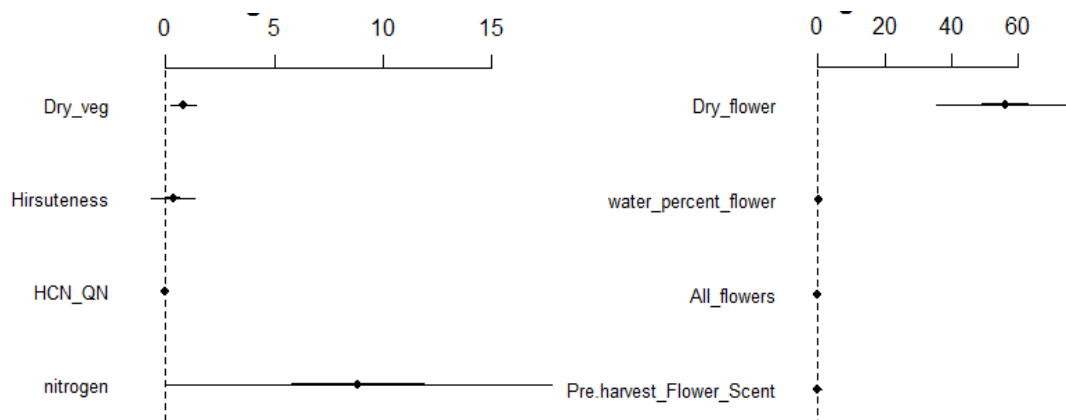 0 5 10 15
Dry_veg
Hirsuteness
HCN_QN
nitrogen
0 20 40 60
Dry_flower
water_percent_flower
All_flowers
Pre.harvest_Flower_Scent